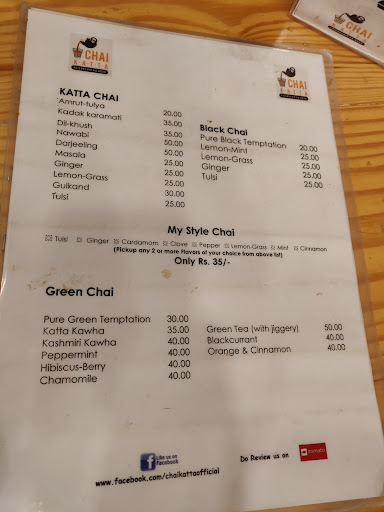 CHAI
KATTA
CHAI
KATTA
KATTA CHAI
Amrut-tulya 20.00
Kadak karamati 35.00
Dil-khush 35.00
Nawabi 50.00
Darjeeling 50.00
Masala 25.00
Ginger 25.00
Lemon-Grass 25.00
Gulkand 30.00
Tulsi 25.00
Black Chai
Pure Black Temptation 20.00
Lemon-Mint 25.00
Lemon-Grass 25.00
Ginger 25.00
Tulsi 25.00
My Style Chai
Tulsi Ginger Cardamom Clove Pepper Lemon-Grass Mint Cinnamon
(Pickup any 2 or more flavors of your choice from above list)
Only Rs. 35/-
Green Chai
Pure Green Temptation 30.00
Katta Kawha 35.00
Kashmiri Kawha 40.00
Peppermint 40.00
Hibiscus-Berry 40.00
Chamomile 40.00
Green Tea (with jiggery) 50.00
Blackcurrant 40.00
Orange & Cinnamon 40.00
f Like us on
Facebook
Do Review us on zomato
www.facebook.com/chaikattaofficial